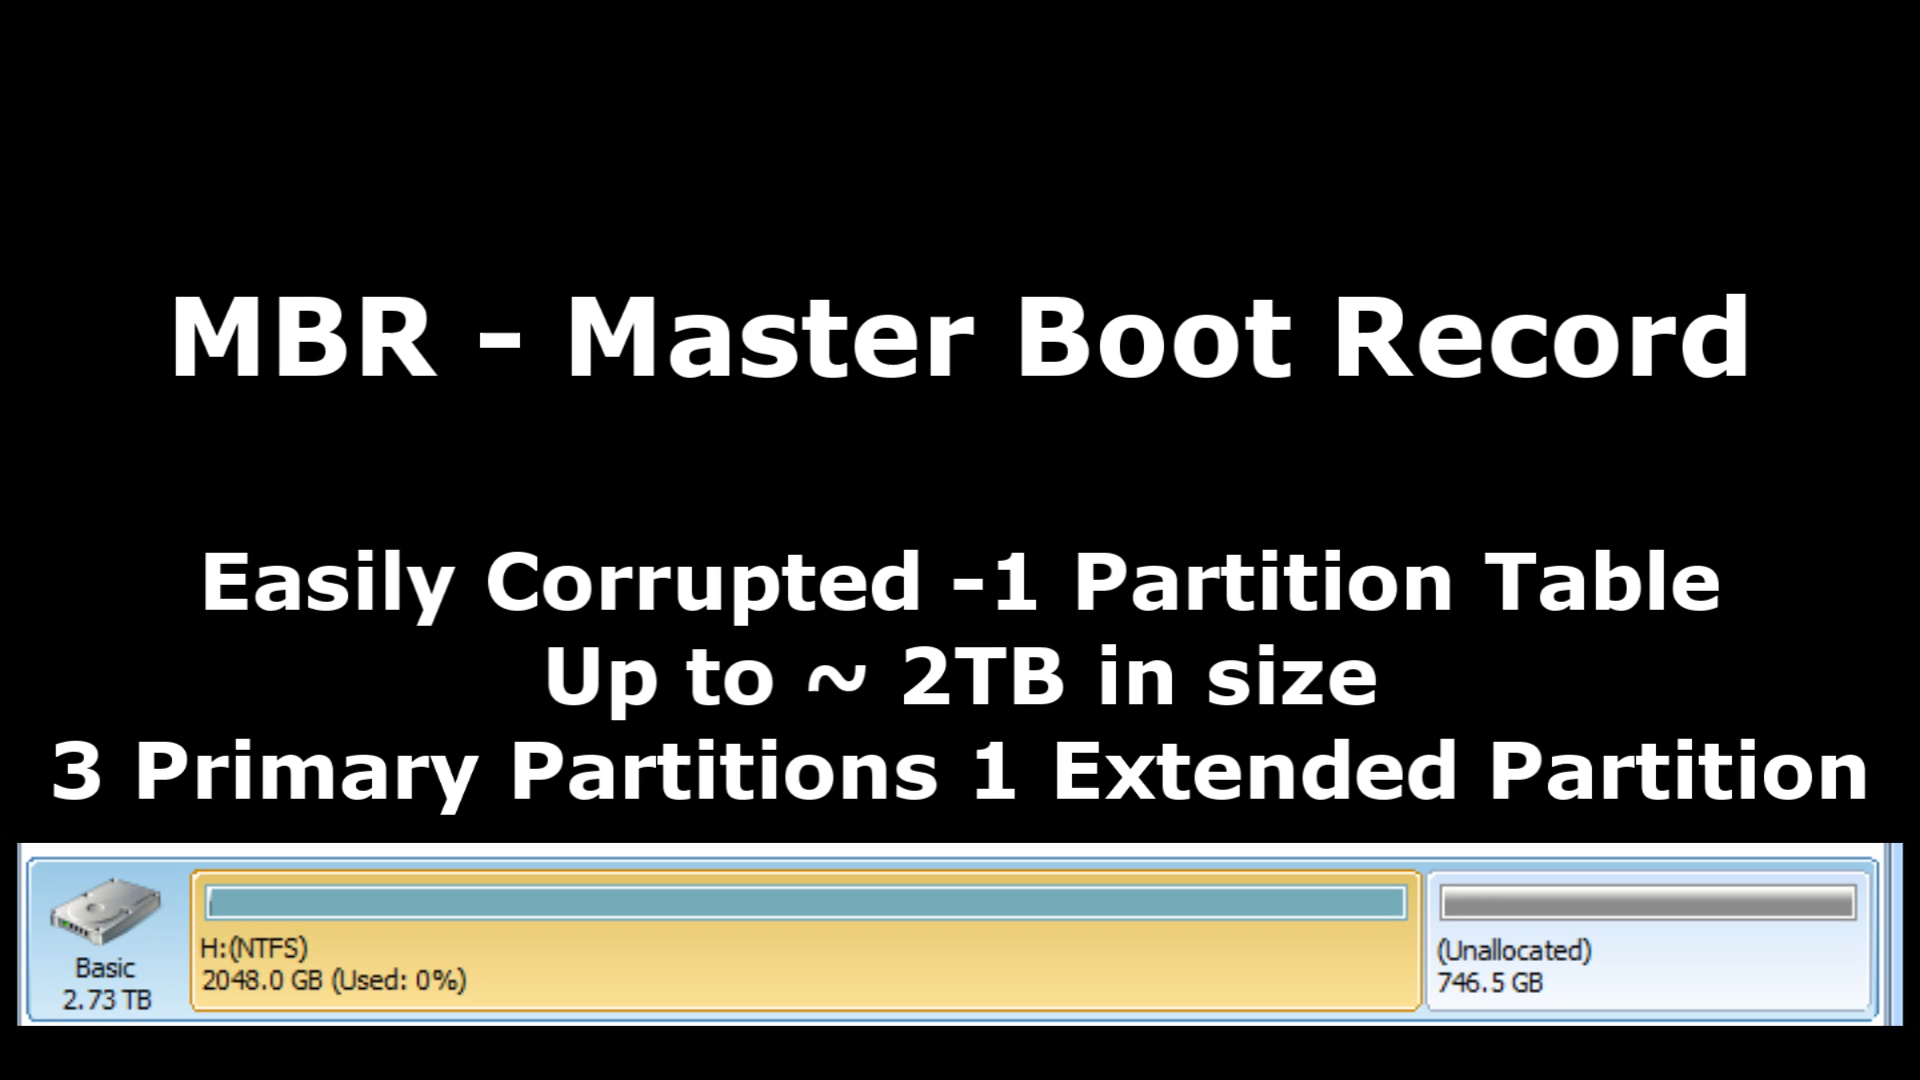 MBR - Master Boot Record
Easily Corrupted -1 Partition Table
Up to ~ 2TB in size
3 Primary Partitions 1 Extended Partition
Basic
2.73 TB
H:(NTFS)
2048.0 GB (Used: 0%)
(Unallocated)
746.5 GB